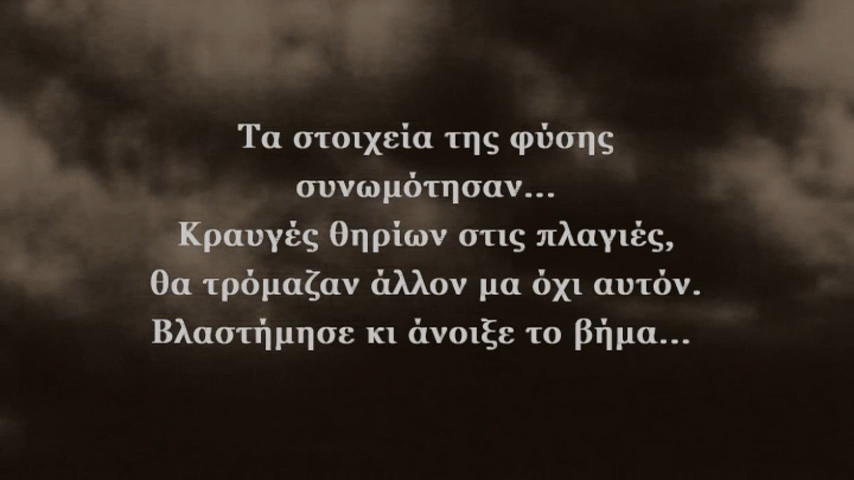 Τα στοιχεία της φύσης
συνωμότησαν...
Κραυγές θηρίων στις πλαγιές,
θα τρόμαζαν άλλον μα όχι αυτόν.
Βλαστήμησε κι άνοιξε το βήμα...